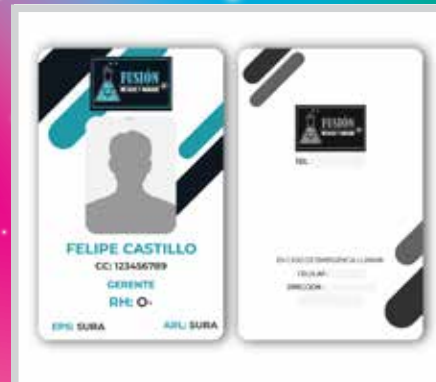 FUSIÓN
FELIPE CASTILLO
CC: 123456789
GERENTE
RH: O-
EPS: SURA
ARL: SURA
FUSIÓN
TEL:
EN CASO DE EMERGENCIA LLAMAR
CELULAR:
DIRECCION: